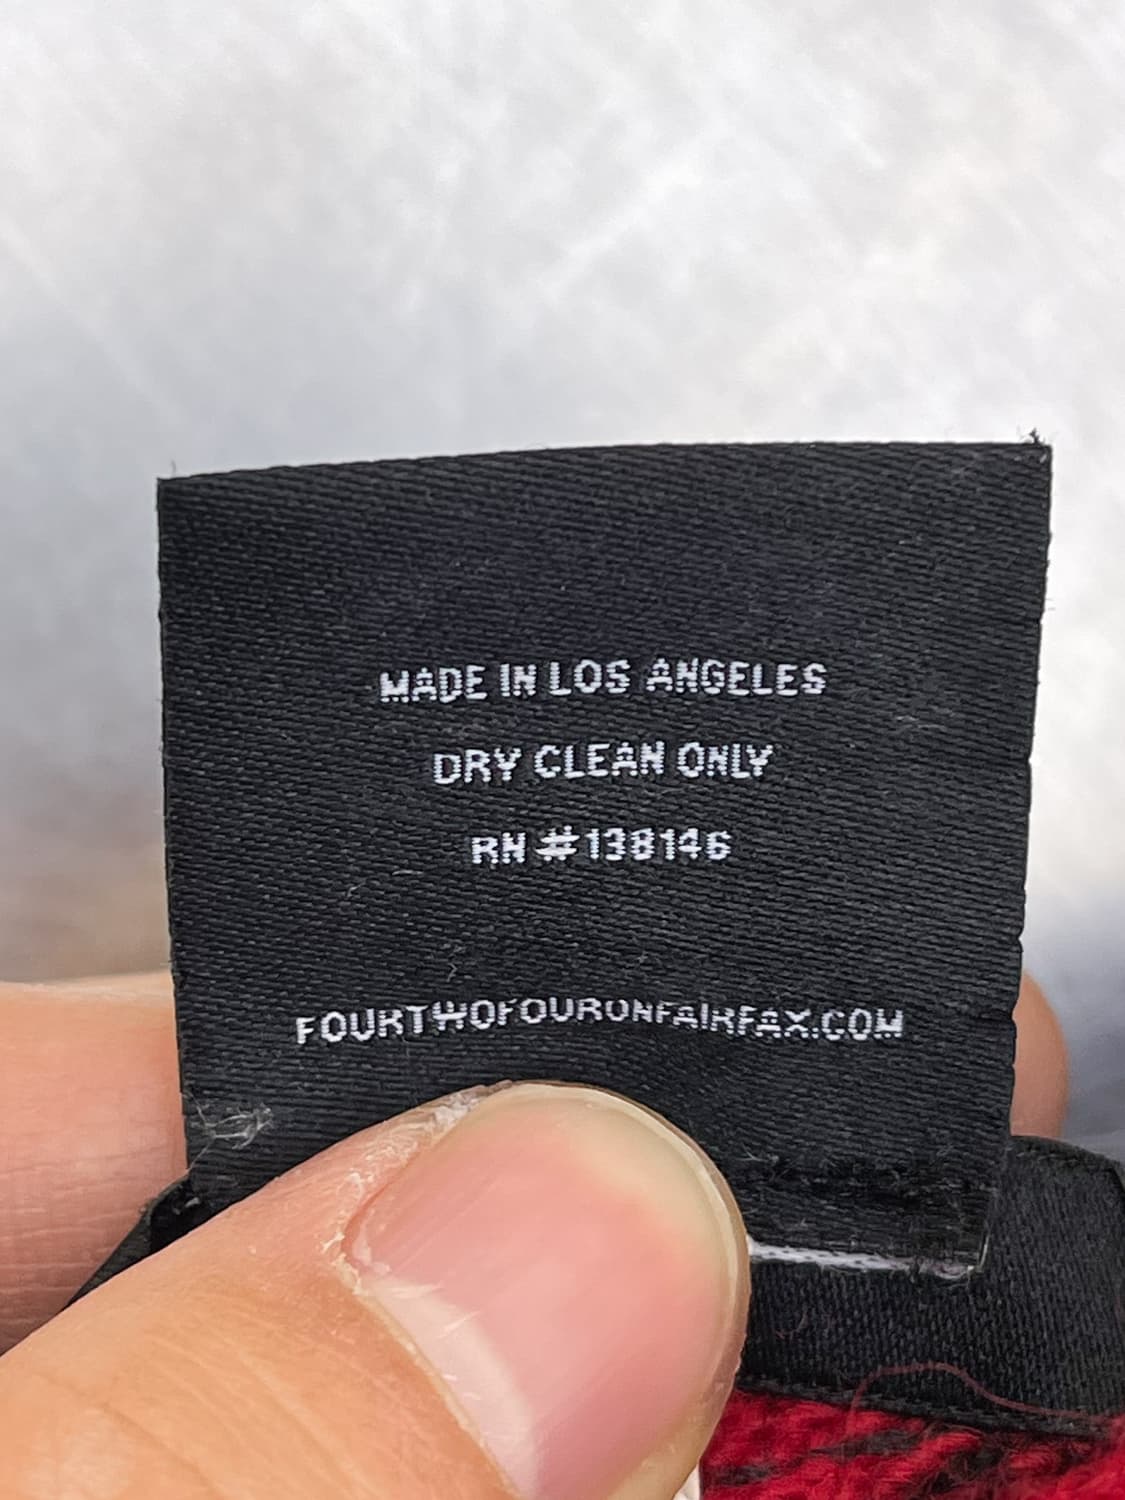 MADE IN LOS ANGELES
DRY CLEAN ONLY
RN #138146
FOURTWOFOURONFAIRFAX.COM